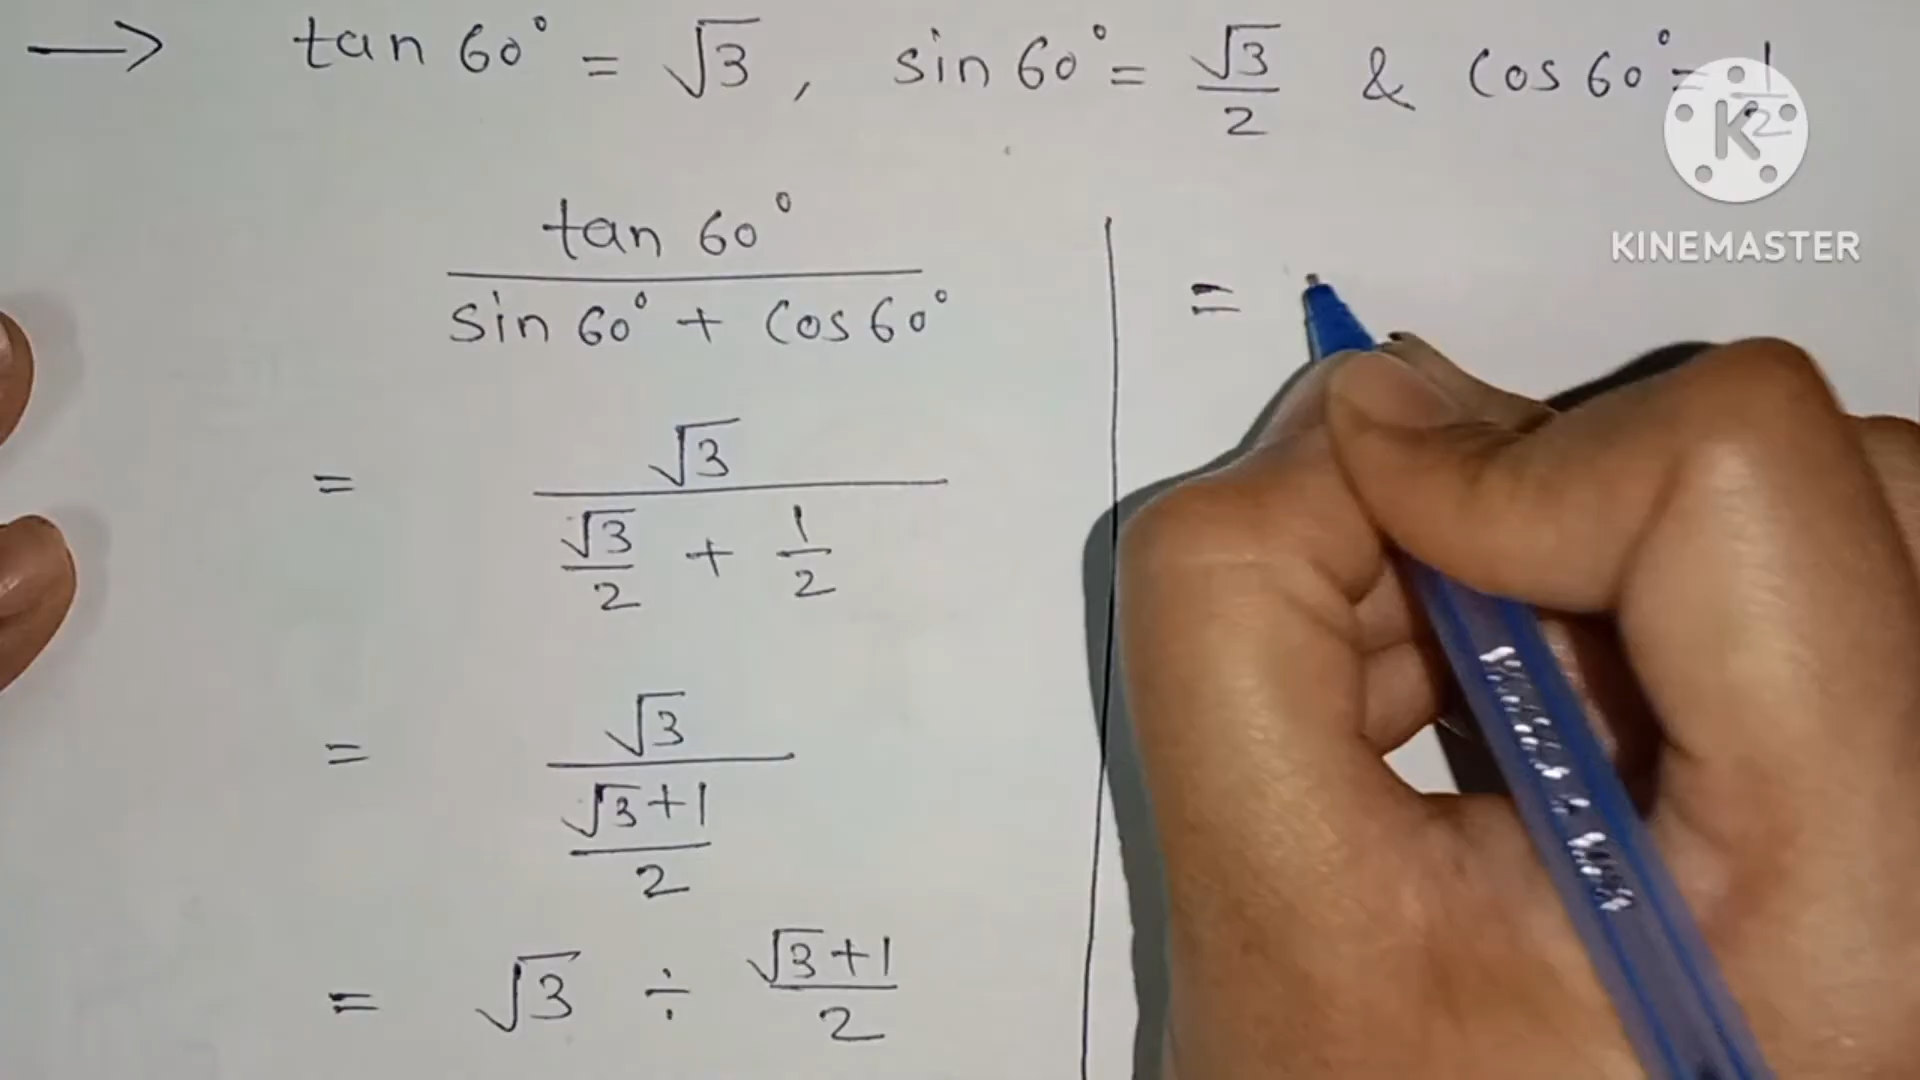 → tan 60° = √3, sin 60° = √3/2 & cos 60° = 1/2
K
KINEMASTER
tan 60° / (sin 60° + cos 60°)
= √3 / (√3/2 + 1/2)
= √3 / ((√3+1)/2)
= √3 ÷ (√3+1)/2
=